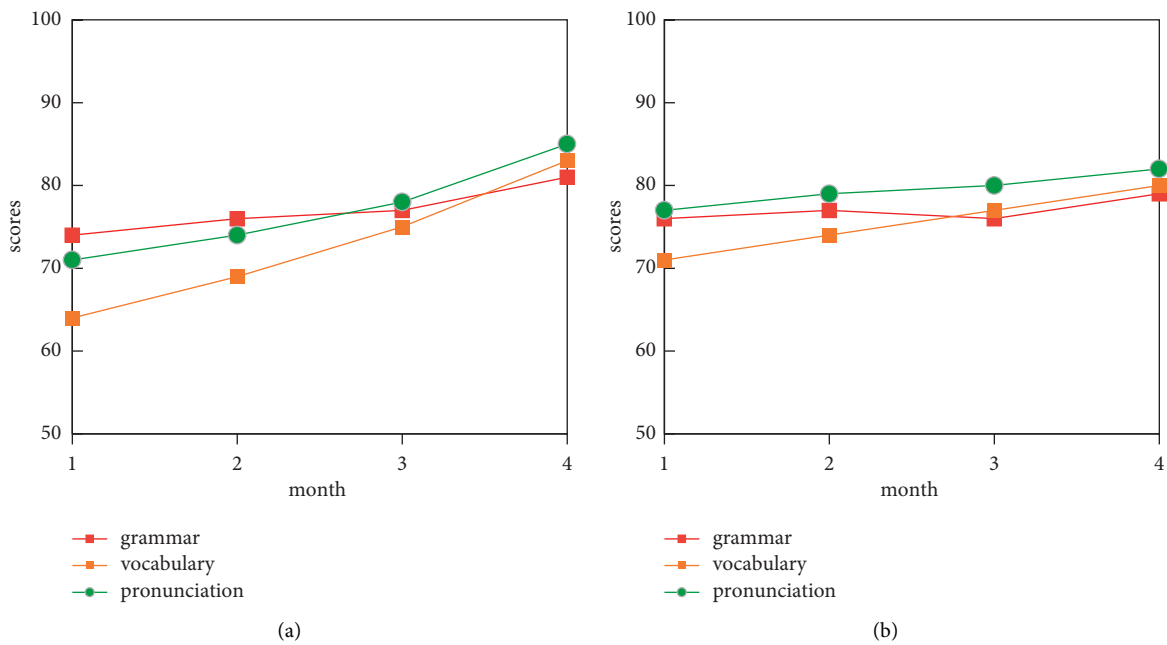 100
90
80
70
60
50
scores
1 2 3 4
month
grammar
vocabulary
pronunciation
(a)
100
90
80
70
60
50
scores
1 2 3 4
month
grammar
vocabulary
pronunciation
(b)